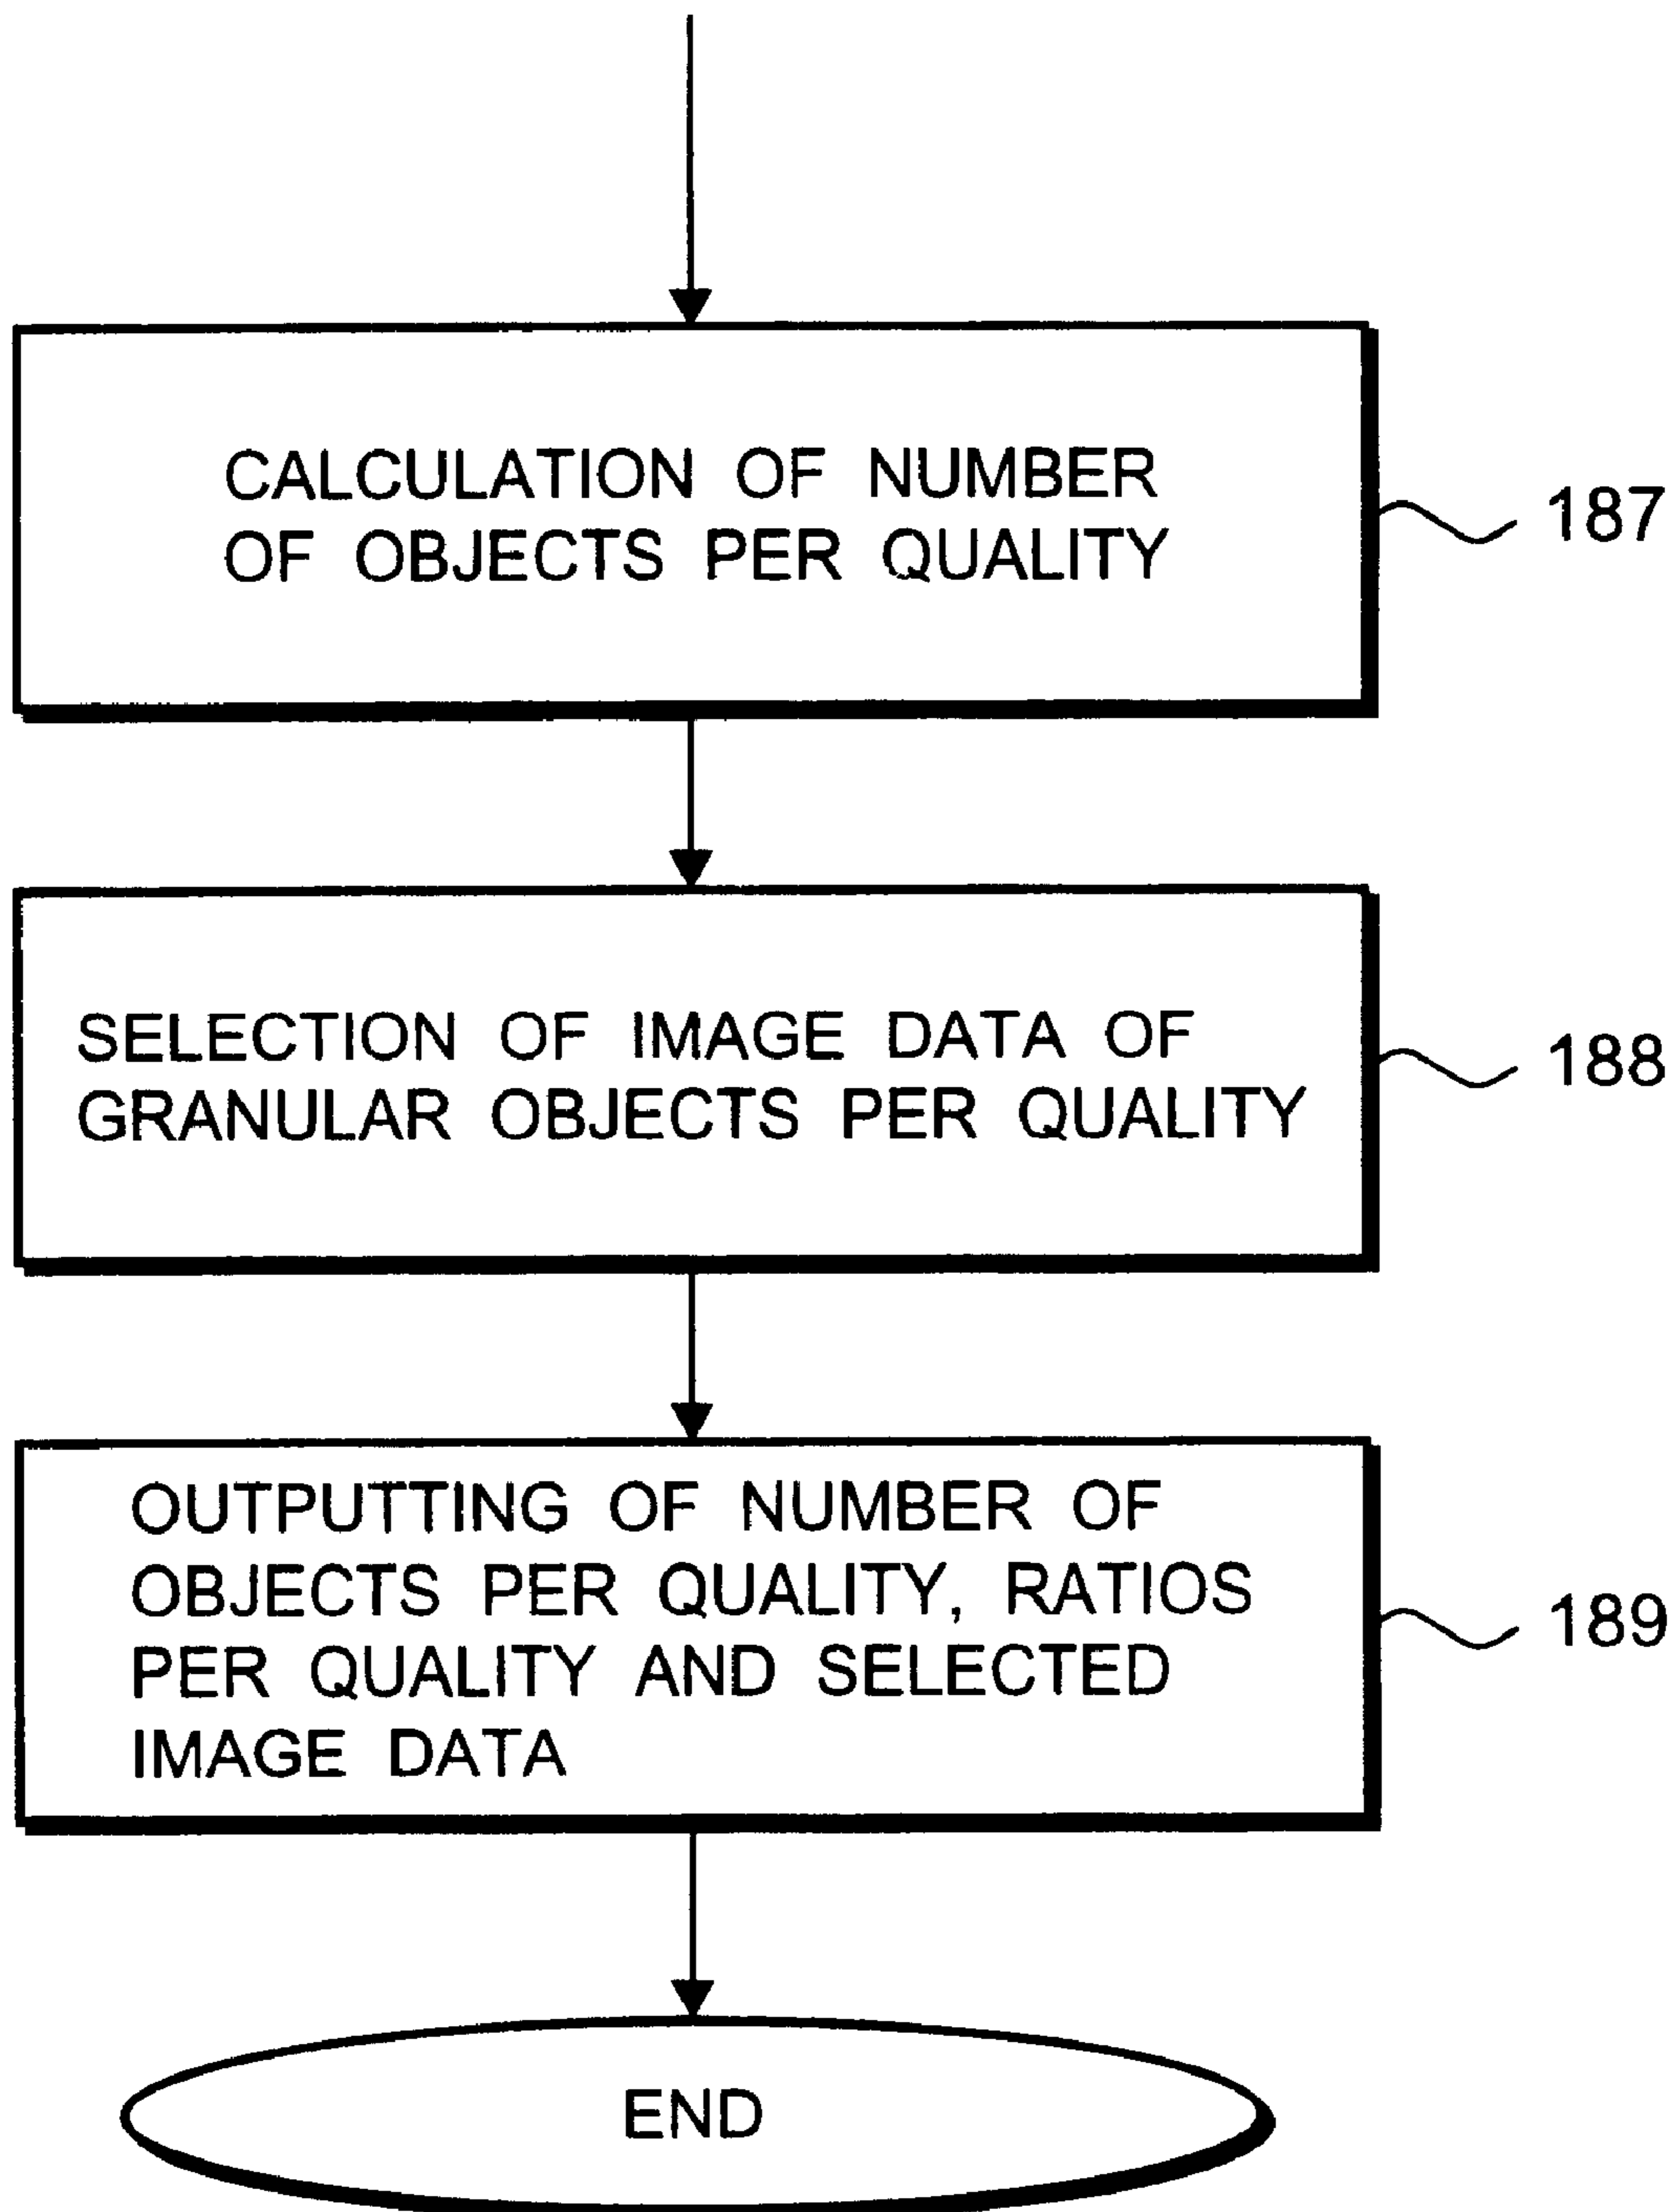 CALCULATION OF NUMBER
OF OBJECTS PER QUALITY
187
SELECTION OF IMAGE DATA OF
GRANULAR OBJECTS PER QUALITY
188
OUTPUTTING OF NUMBER OF
OBJECTS PER QUALITY, RATIOS
PER QUALITY AND SELECTED
IMAGE DATA
189
END